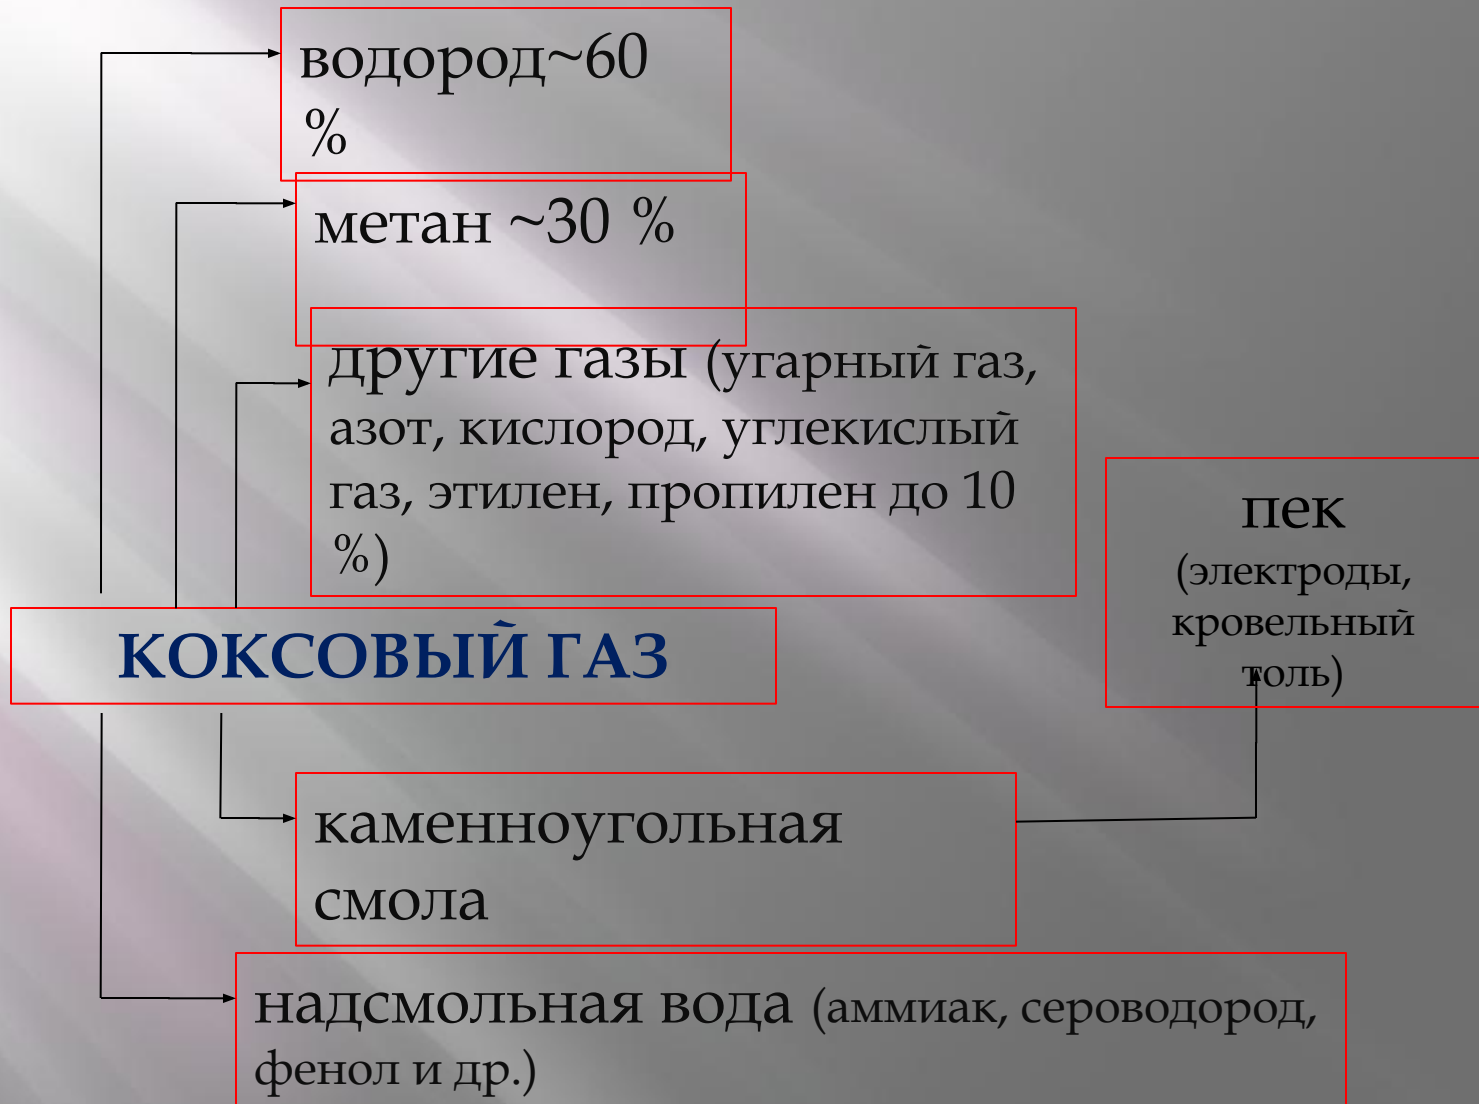 водород~60
%
метан ~30 %
другие газы (угарный газ,
азот, кислород, углекислый
газ, этилен, пропилен до 10
%)
пек
(электроды,
кровельный
толь)
КОКСОВЫЙ ГАЗ
каменноугольная
смола
надсмольная вода (аммиак, сероводород,
фенол и др.)